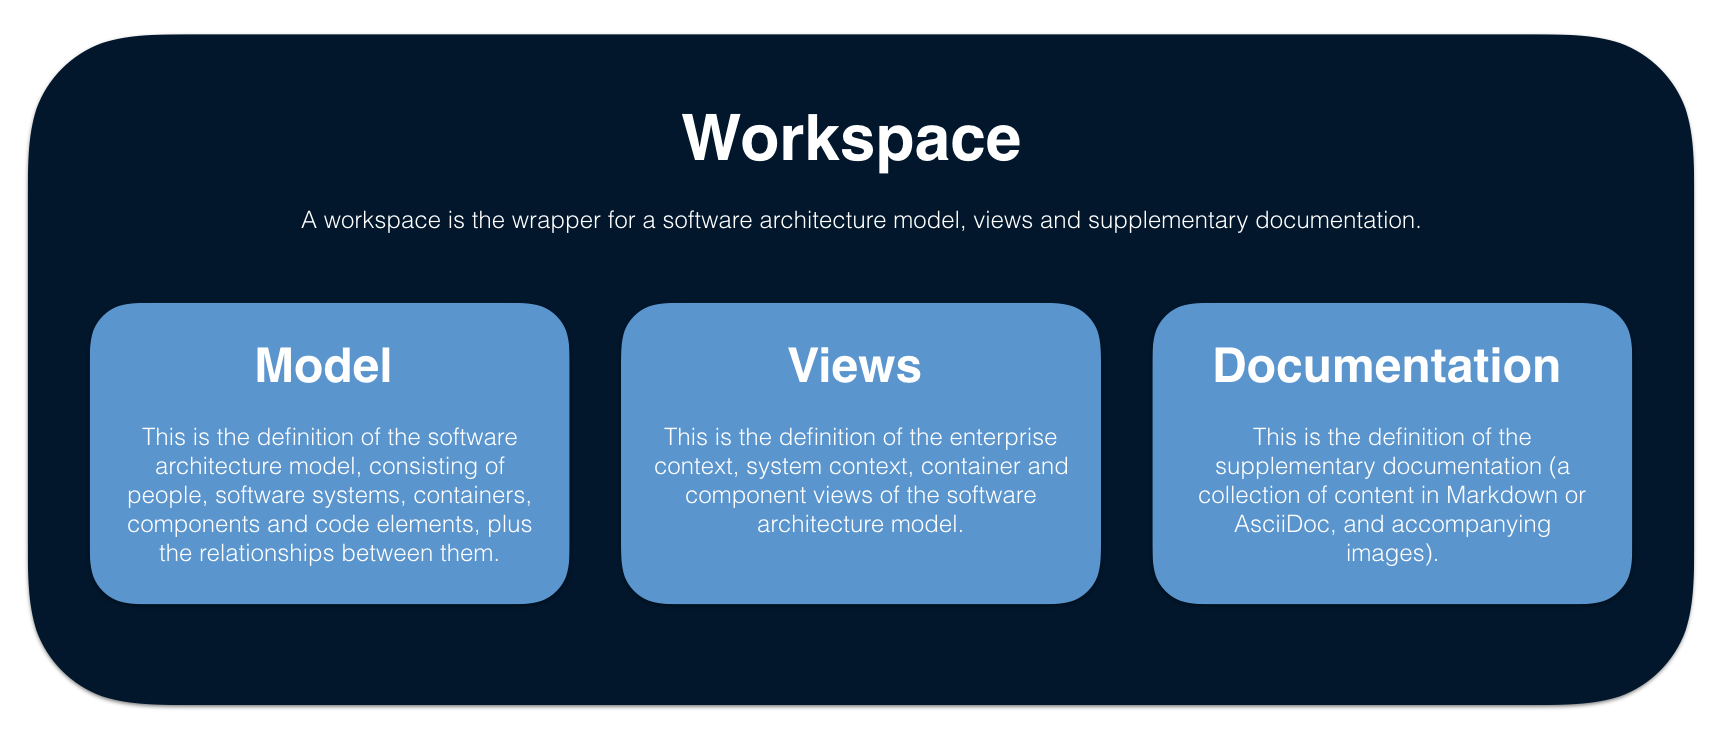 Workspace
A workspace is the wrapper for a software architecture model, views and supplementary documentation.
Model
This is the definition of the software
architecture model, consisting of
people, software systems, containers,
components and code elements, plus
the relationships between them.
Views
This is the definition of the enterprise
context, system context, container and
component views of the software
architecture model.
Documentation
This is the definition of the
supplementary documentation (a
collection of content in Markdown or
AsciiDoc, and accompanying
images).